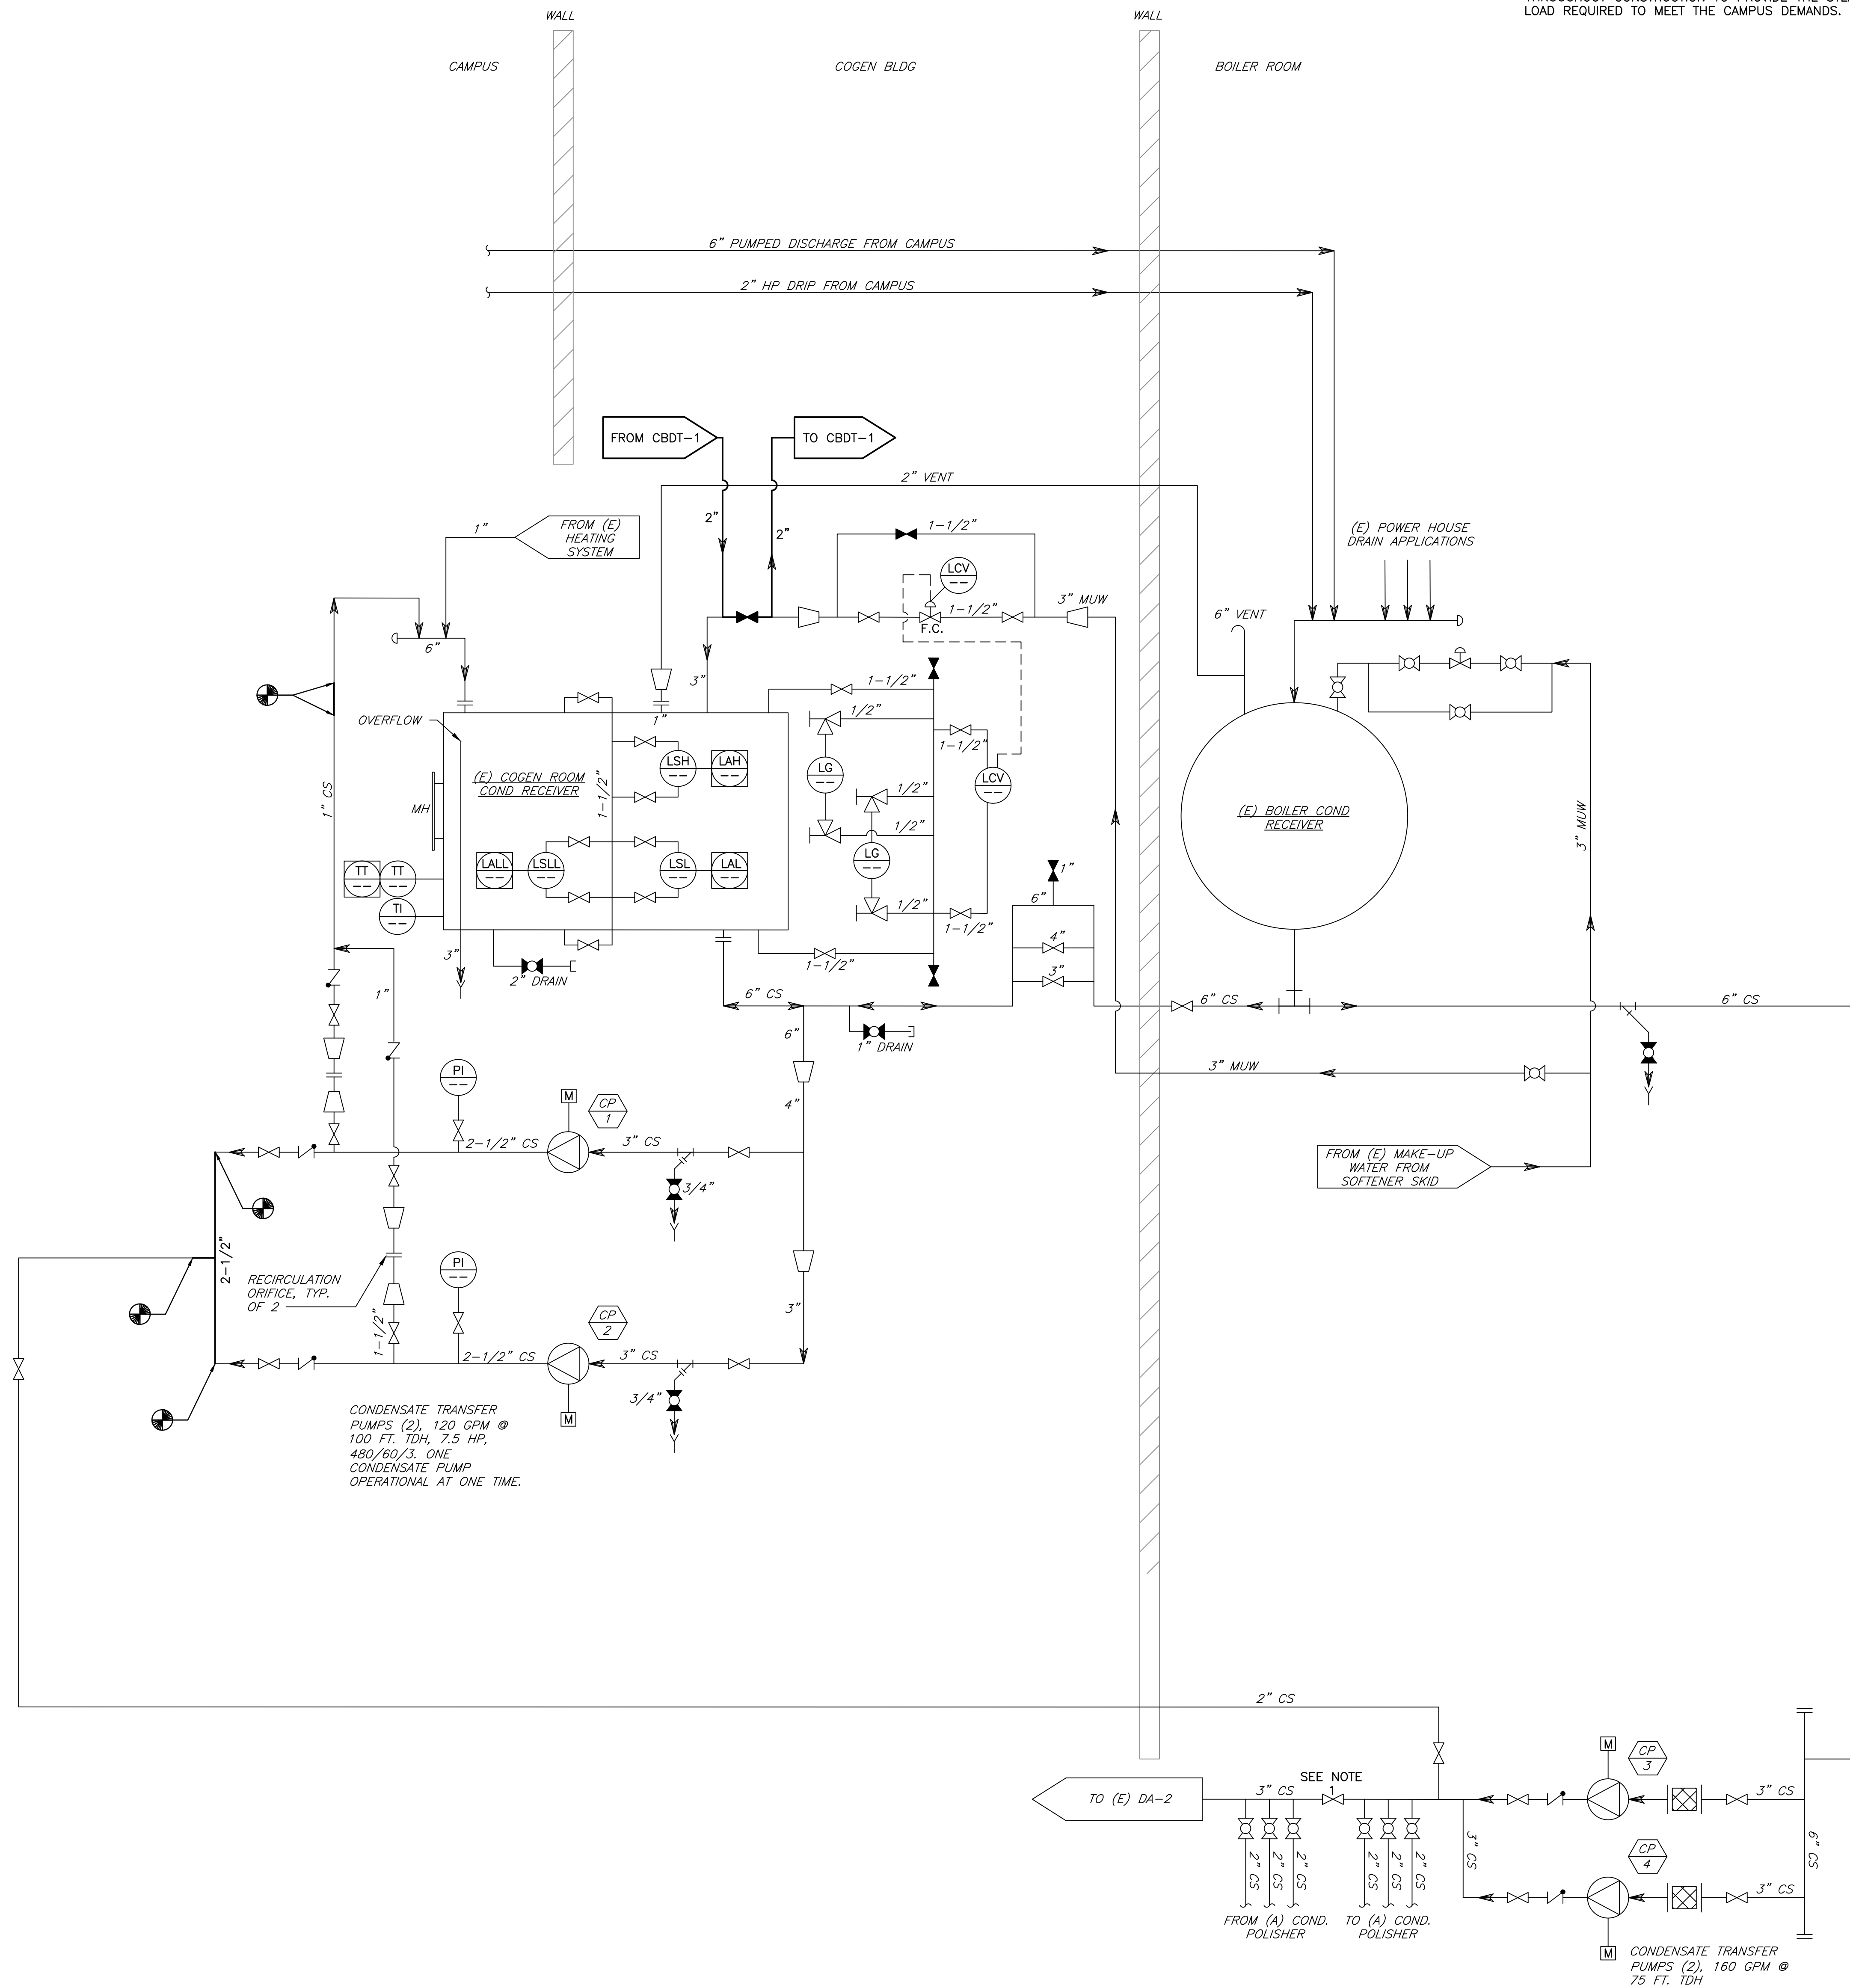 LOAD REQUIRED TO MEET THE CAMPUS DEMANDS.
WALL
WALL
CAMPUS
COGEN BLDG
BOILER ROOM
6" PUMPED DISCHARGE FROM CAMPUS
2" HP DRIP FROM CAMPUS
FROM CBDT-1
TO CBDT-1
2" VENT
2"
2"
1"
FROM (E)
HEATING
SYSTEM
1-1/2"
LCV
--
1-1/2"
F.C.
3" MUW
(E) POWER HOUSE
DRAIN APPLICATIONS
6" VENT
6"
3"
1"
1-1/2"
OVERFLOW
1/2"
1-1/2"
LSH
--
LAH
--
LG
--
LCV
--
(E) COGEN ROOM
COND RECEIVER
1-1/2"
1" CS
MH
1/2"
1/2"
(E) BOILER COND
RECEIVER
3" MUW
LALL
--
LSLL
--
LSL
--
LAL
--
LG
--
TT
--
TT
--
TI
--
1/2"
1-1/2"
1"
6"
4"
3"
3"
2" DRAIN
1-1/2"
1"
6" CS
6" CS
6" CS
6"
1" DRAIN
3" MUW
PI
--
M
CP
1
4"
2-1/2" CS
3" CS
3/4"
FROM (E) MAKE-UP
WATER FROM
SOFTENER SKID
2-1/2"
RECIRCULATION
ORIFICE, TYP.
OF 2
PI
--
1-1/2"
CP
2
3"
2-1/2" CS
3" CS
3/4"
M
CONDENSATE TRANSFER
PUMPS (2), 120 GPM @
100 FT. TDH, 7.5 HP,
480/60/3. ONE
CONDENSATE PUMP
OPERATIONAL AT ONE TIME.
2" CS
M
CP
3
SEE NOTE
1
TO (E) DA-2
3" CS
3" CS
3" CS
6" CS
2" CS
2" CS
2" CS
2" CS
2" CS
2" CS
CP
4
3" CS
FROM (A) COND.
POLISHER
TO (A) COND.
POLISHER
M
CONDENSATE TRANSFER
PUMPS (2), 160 GPM @
75 FT. TDH